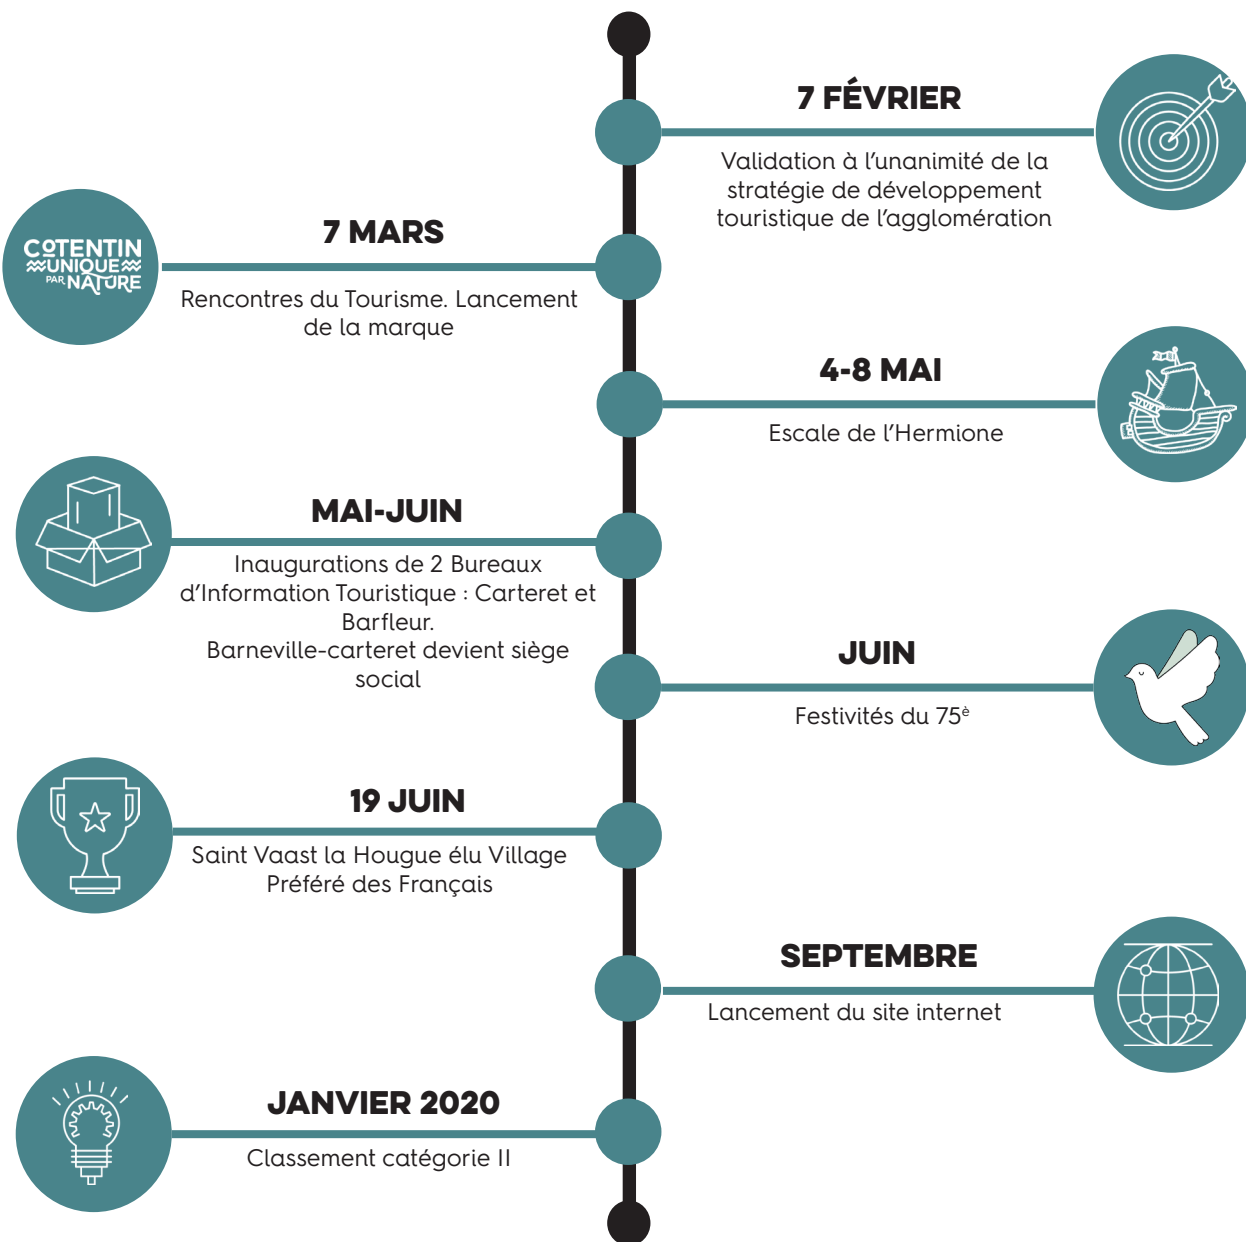 7 FÉVRIER
Validation à l'unanimité de la
stratégie de développement
touristique de l'agglomération
COTENTIN
UNIQUE
PAR NATURE
7 MARS
Rencontres du Tourisme. Lancement
de la marque
4-8 MAI
Escale de l'Hermione
MAI-JUIN
Inaugurations de 2 Bureaux
d'Information Touristique : Carteret et
Barfleur.
Barneville-carteret devient siège
social
JUIN
Festivités du 75è
19 JUIN
Saint Vaast la Hougue élu Village
Préféré des Français
SEPTEMBRE
Lancement du site internet
JANVIER 2020
Classement catégorie II